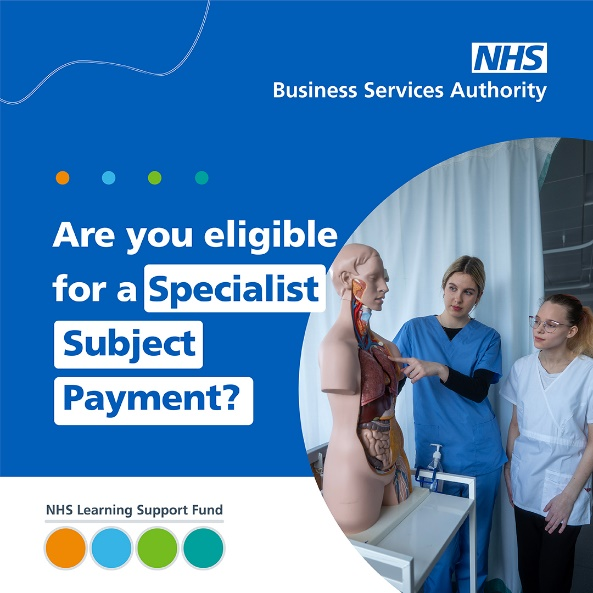 NHS
Business Services Authority
Are you eligible
for a Specialist
Subject
Payment?
NHS Learning Support Fund